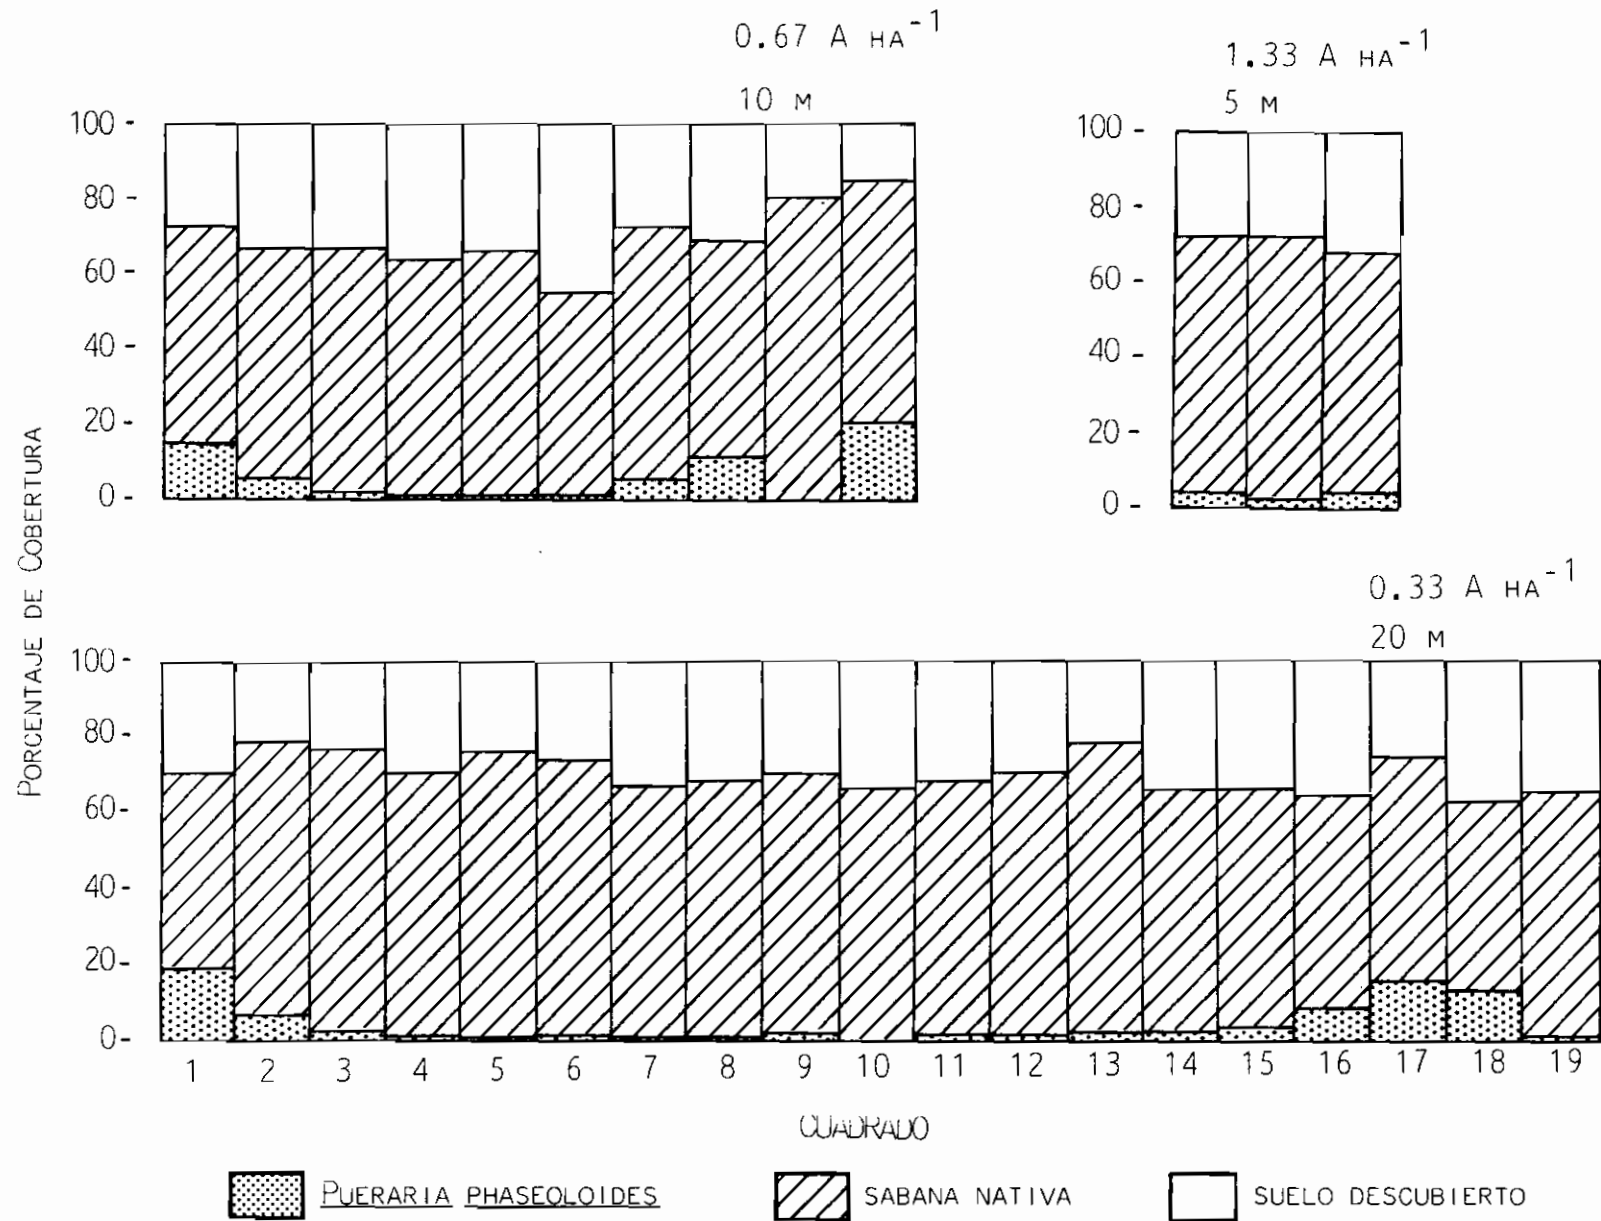 0.67 A HA⁻¹
10 M
100 -
80 -
60 -
40 -
20 -
0 -
1.33 A HA⁻¹
5 M
100 -
80 -
60 -
40 -
20 -
0 -
PORCENTAJE DE COBERTURA
0.33 A HA⁻¹
20 M
100 -
80 -
60 -
40 -
20 -
0 -
1 2 3 4 5 6 7 8 9 10 11 12 13 14 15 16 17 18 19
CUADRADO
PUERARIA PHASEOLOIDES
SABANA NATIVA
SUELO DESCUBIERTO